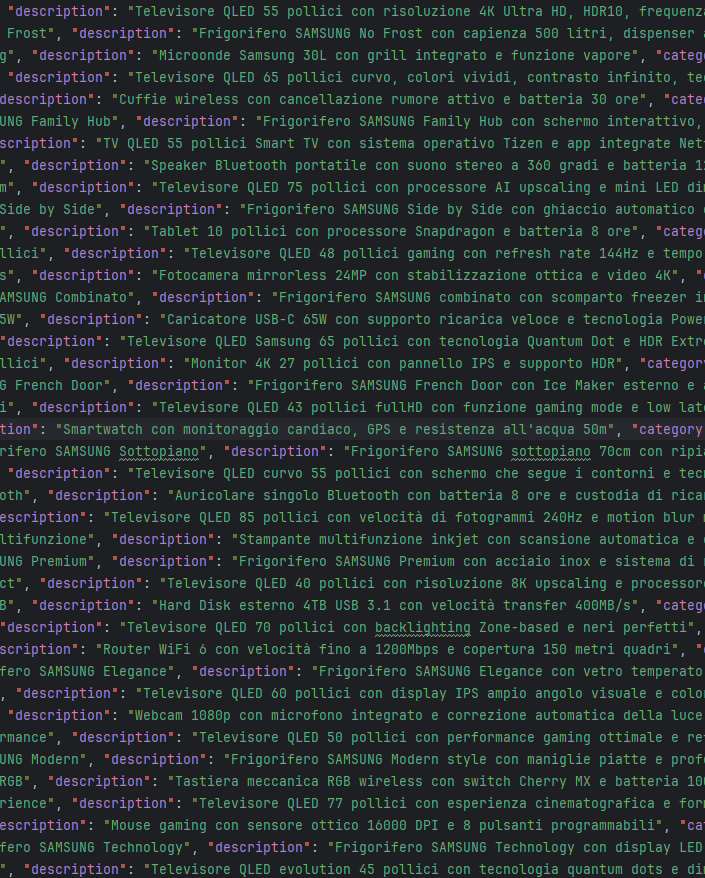 "description": "Televisore QLED 55 pollici con risoluzione 4K Ultra HD, HDR10, frequenza
Frost", "description": "Frigorifero SAMSUNG No Frost con capienza 500 litri, dispenser a
g", "description": "Microonde Samsung 30L con grill integrato e funzione vapore", "categ
"description": "Televisore QLED 65 pollici curvo, colori vividi, contrasto infinito, tec
description": "Cuffie wireless con cancellazione rumore attivo e batteria 30 ore", "cate
UNG Family Hub", "description": "Frigorifero SAMSUNG Family Hub con schermo interattivo,
scription": "TV QLED 55 pollici Smart TV con sistema operativo Tizen e app integrate Net
", "description": "Speaker Bluetooth portatile con suono stereo a 360 gradi e batteria 12
m", "description": "Televisore QLED 75 pollici con processore AI upscaling e mini LED dim
Side by Side", "description": "Frigorifero SAMSUNG Side by Side con ghiaccio automatico
", "description": "Tablet 10 pollici con processore Snapdragon e batteria 8 ore", "categ
llici", "description": "Televisore QLED 48 pollici gaming con refresh rate 144Hz e tempo
s", "description": "Fotocamera mirrorless 24MP con stabilizzazione ottica e video 4K", "
AMSUNG Combinato", "description": "Frigorifero SAMSUNG combinato con scomparto freezer in
5W", "description": "Caricatore USB-C 65W con supporto ricarica veloce e tecnologia Powe
"description": "Televisore QLED Samsung 65 pollici con tecnologia Quantum Dot e HDR Extr
llici", "description": "Monitor 4K 27 pollici con pannello IPS e supporto HDR", "category
G French Door", "description": "Frigorifero SAMSUNG French Door con Ice Maker esterno e a
i", "description": "Televisore QLED 43 pollici fullHD con funzione gaming mode e low late
tion": "Smartwatch con monitoraggio cardiaco, GPS e resistenza all'acqua 50m", "category
rifero SAMSUNG Sottopiano", "description": "Frigorifero SAMSUNG sottopiano 70cm con ripia
"description": "Televisore QLED curvo 55 pollici con schermo che segue i contorni e tecn
oth", "description": "Auricolare singolo Bluetooth con batteria 8 ore e custodia di rica
escription": "Televisore QLED 85 pollici con velocità di fotogrammi 240Hz e motion blur
ltifunzione", "description": "Stampante multifunzione inkjet con scansione automatica e
UNG Premium", "description": "Frigorifero SAMSUNG Premium con acciaio inox e sistema di
ct", "description": "Televisore QLED 40 pollici con risoluzione 8K upscaling e processor
B", "description": "Hard Disk esterno 4TB USB 3.1 con velocità transfer 400MB/s", "categ
"description": "Televisore QLED 70 pollici con backlighting Zone-based e neri perfetti",
scription": "Router WiFi 6 con velocità fino a 1200Mbps e copertura 150 metri quadri", "
fero SAMSUNG Elegance", "description": "Frigorifero SAMSUNG Elegance con vetro temperato
, "description": "Televisore QLED 60 pollici con display IPS ampio angolo visuale e color
"description": "Webcam 1080p con microfono integrato e correzione automatica della luce
rmance", "description": "Televisore QLED 50 pollici con performance gaming ottimale e re
UNG Modern", "description": "Frigorifero SAMSUNG Modern style con maniglie piatte e prof
RGB", "description": "Tastiera meccanica RGB wireless con switch Cherry MX e batteria 10
rience", "description": "Televisore QLED 77 pollici con esperienza cinematografica e for
escription": "Mouse gaming con sensore ottico 16000 DPI e 8 pulsanti programmabili", "cat
fero SAMSUNG Technology", "description": "Frigorifero SAMSUNG Technology con display LED
", "description": "Televisore QLED evolution 45 pollici con tecnologia quantum dots e di